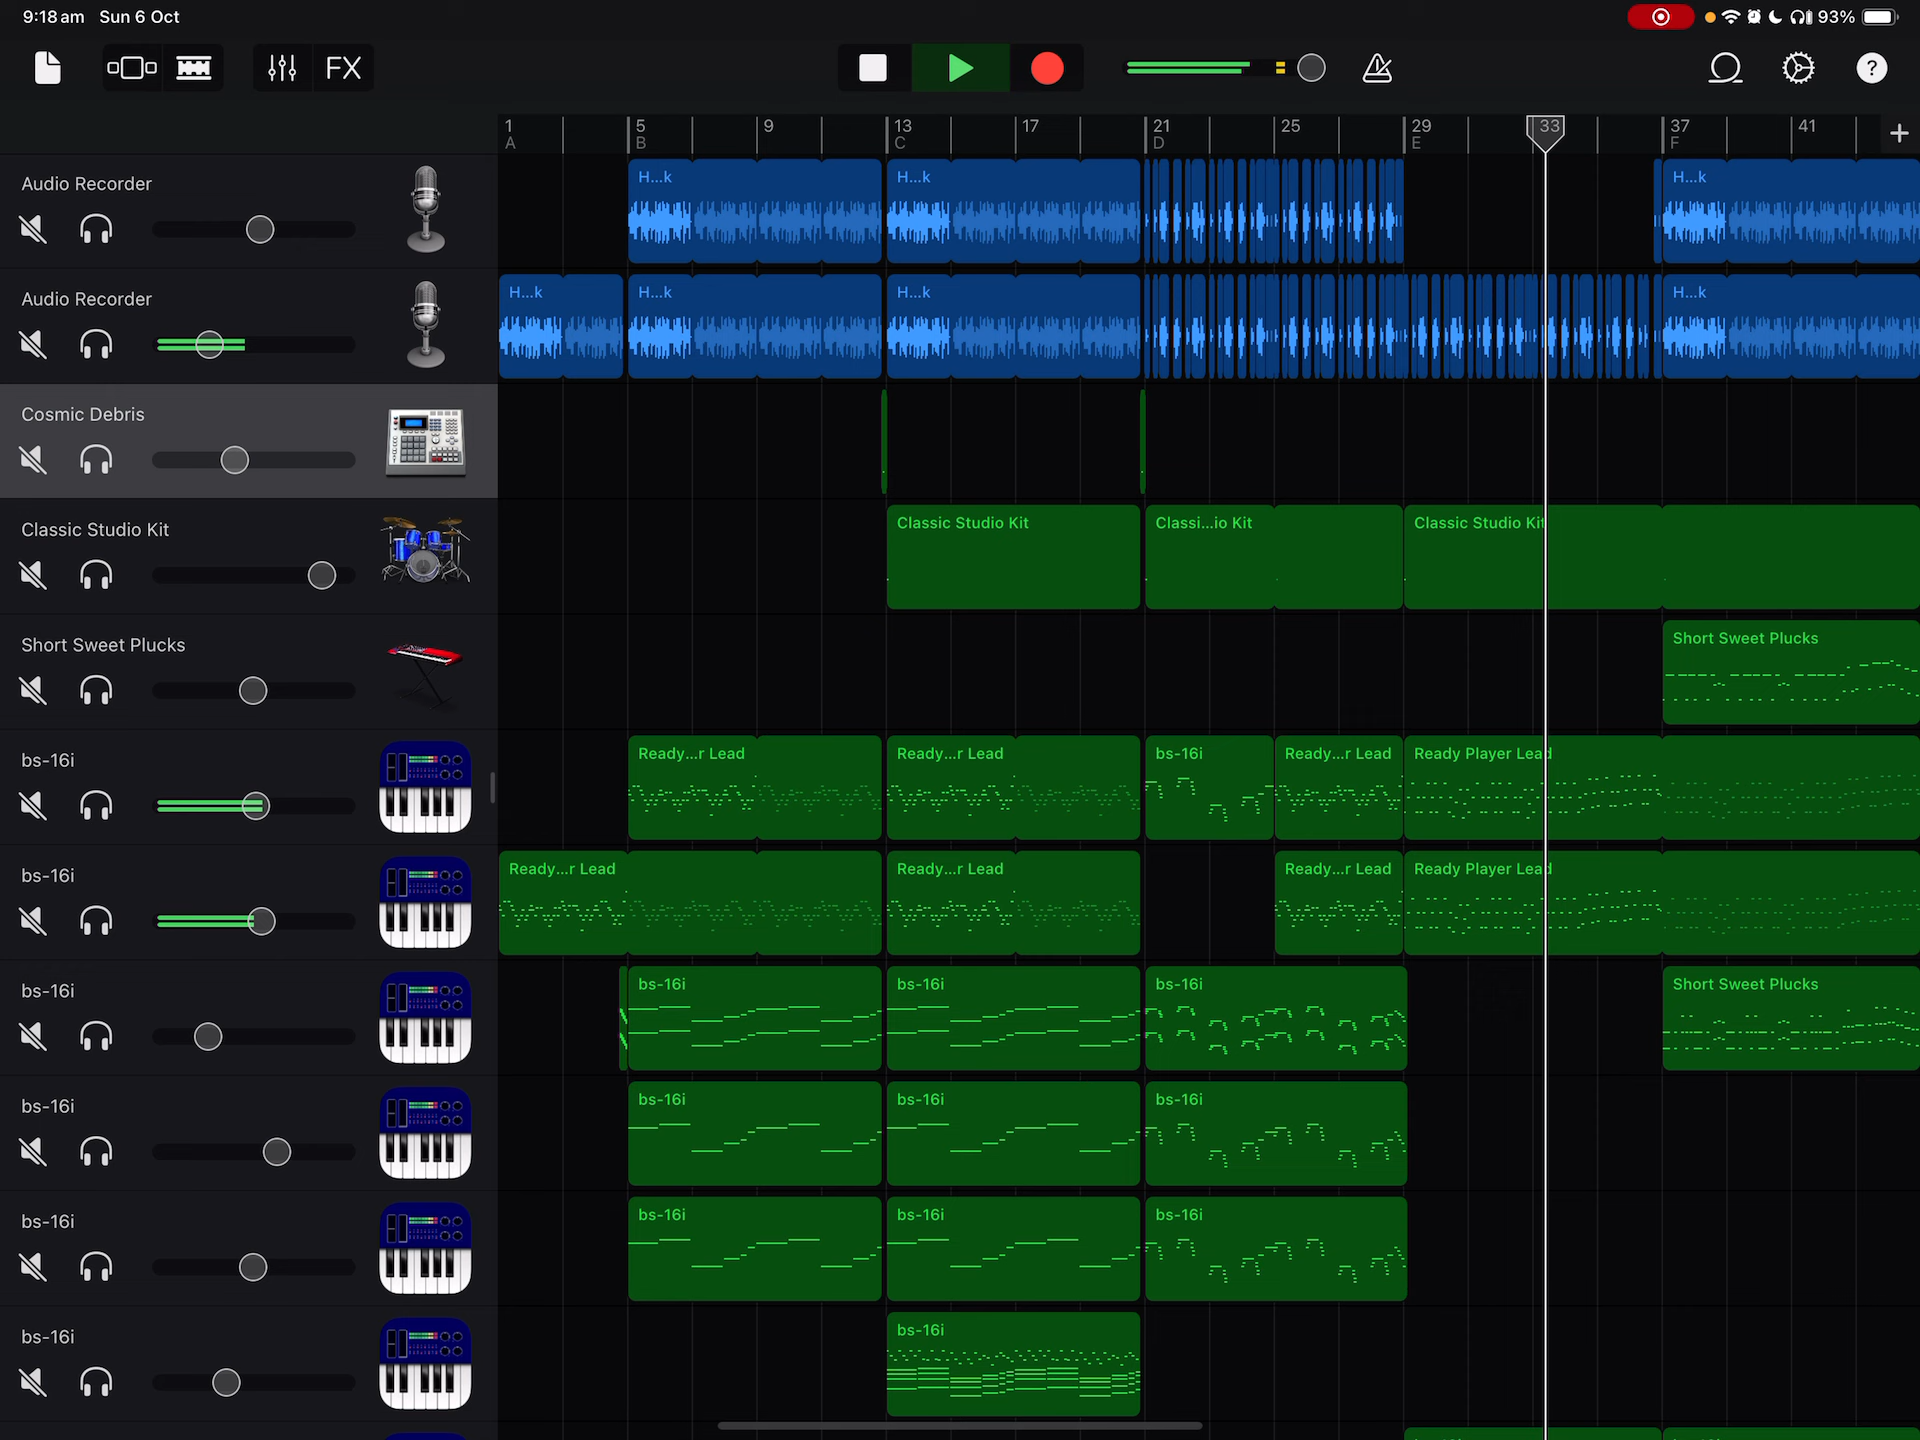 9:18 am Sun 6 Oct
93%
FX
?
1 5 9 13 17 21 25 29 33 37 41
A B C D E F
Audio Recorder
H...k H...k H...k
Audio Recorder
H...k H...k H...k H...k
Cosmic Debris
Classic Studio Kit
Classic Studio Kit Classi...io Kit Classic Studio Kit
Short Sweet Plucks
Short Sweet Plucks
bs-16i
Ready...r Lead Ready...r Lead bs-16i Ready...r Lead Ready Player Lead
bs-16i
Ready...r Lead Ready...r Lead Ready...r Lead Ready Player Lead
bs-16i
bs-16i bs-16i bs-16i Short Sweet Plucks
bs-16i
bs-16i bs-16i bs-16i
bs-16i
bs-16i bs-16i bs-16i
bs-16i
bs-16i